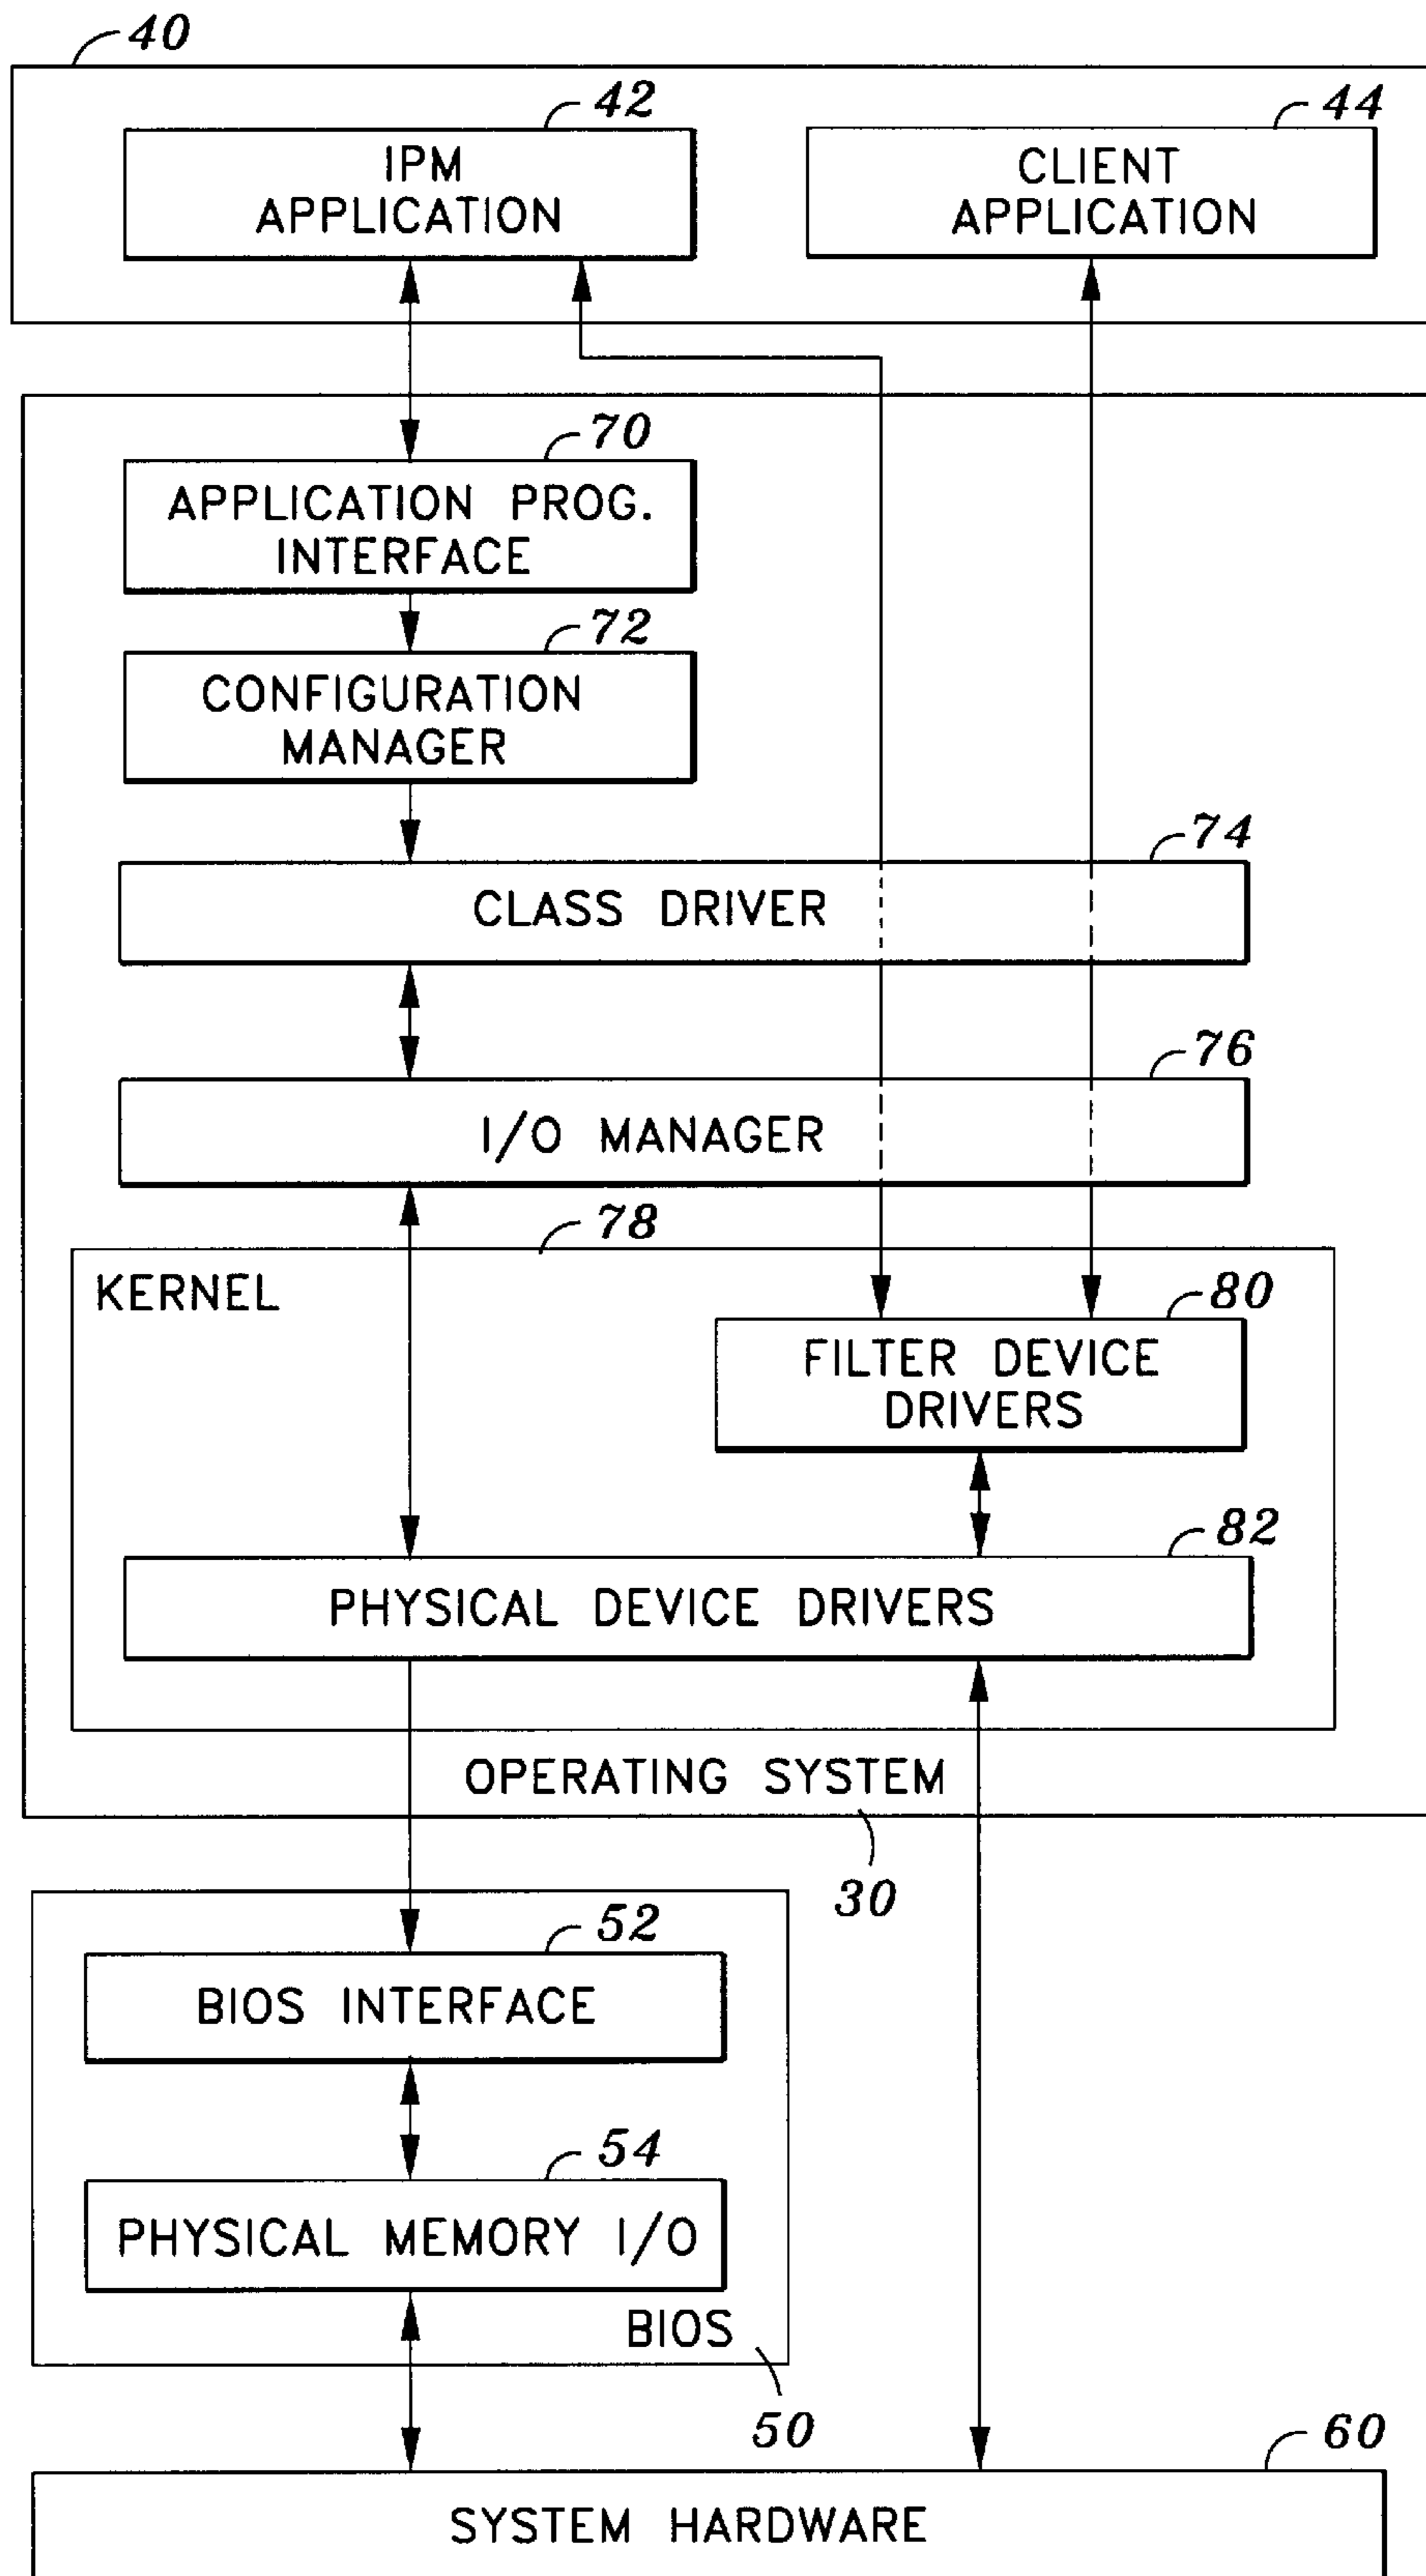 40
42
IPM
APPLICATION
44
CLIENT
APPLICATION
70
APPLICATION PROG.
INTERFACE
72
CONFIGURATION
MANAGER
74
CLASS DRIVER
76
I/O MANAGER
78
KERNEL
80
FILTER DEVICE
DRIVERS
82
PHYSICAL DEVICE DRIVERS
OPERATING SYSTEM
30
52
BIOS INTERFACE
54
PHYSICAL MEMORY I/O
BIOS
50
60
SYSTEM HARDWARE